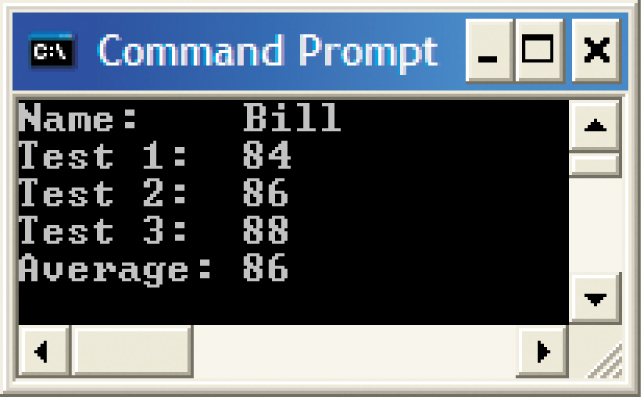 C:\ Command Prompt
Name: Bill
Test 1: 84
Test 2: 86
Test 3: 88
Average: 86